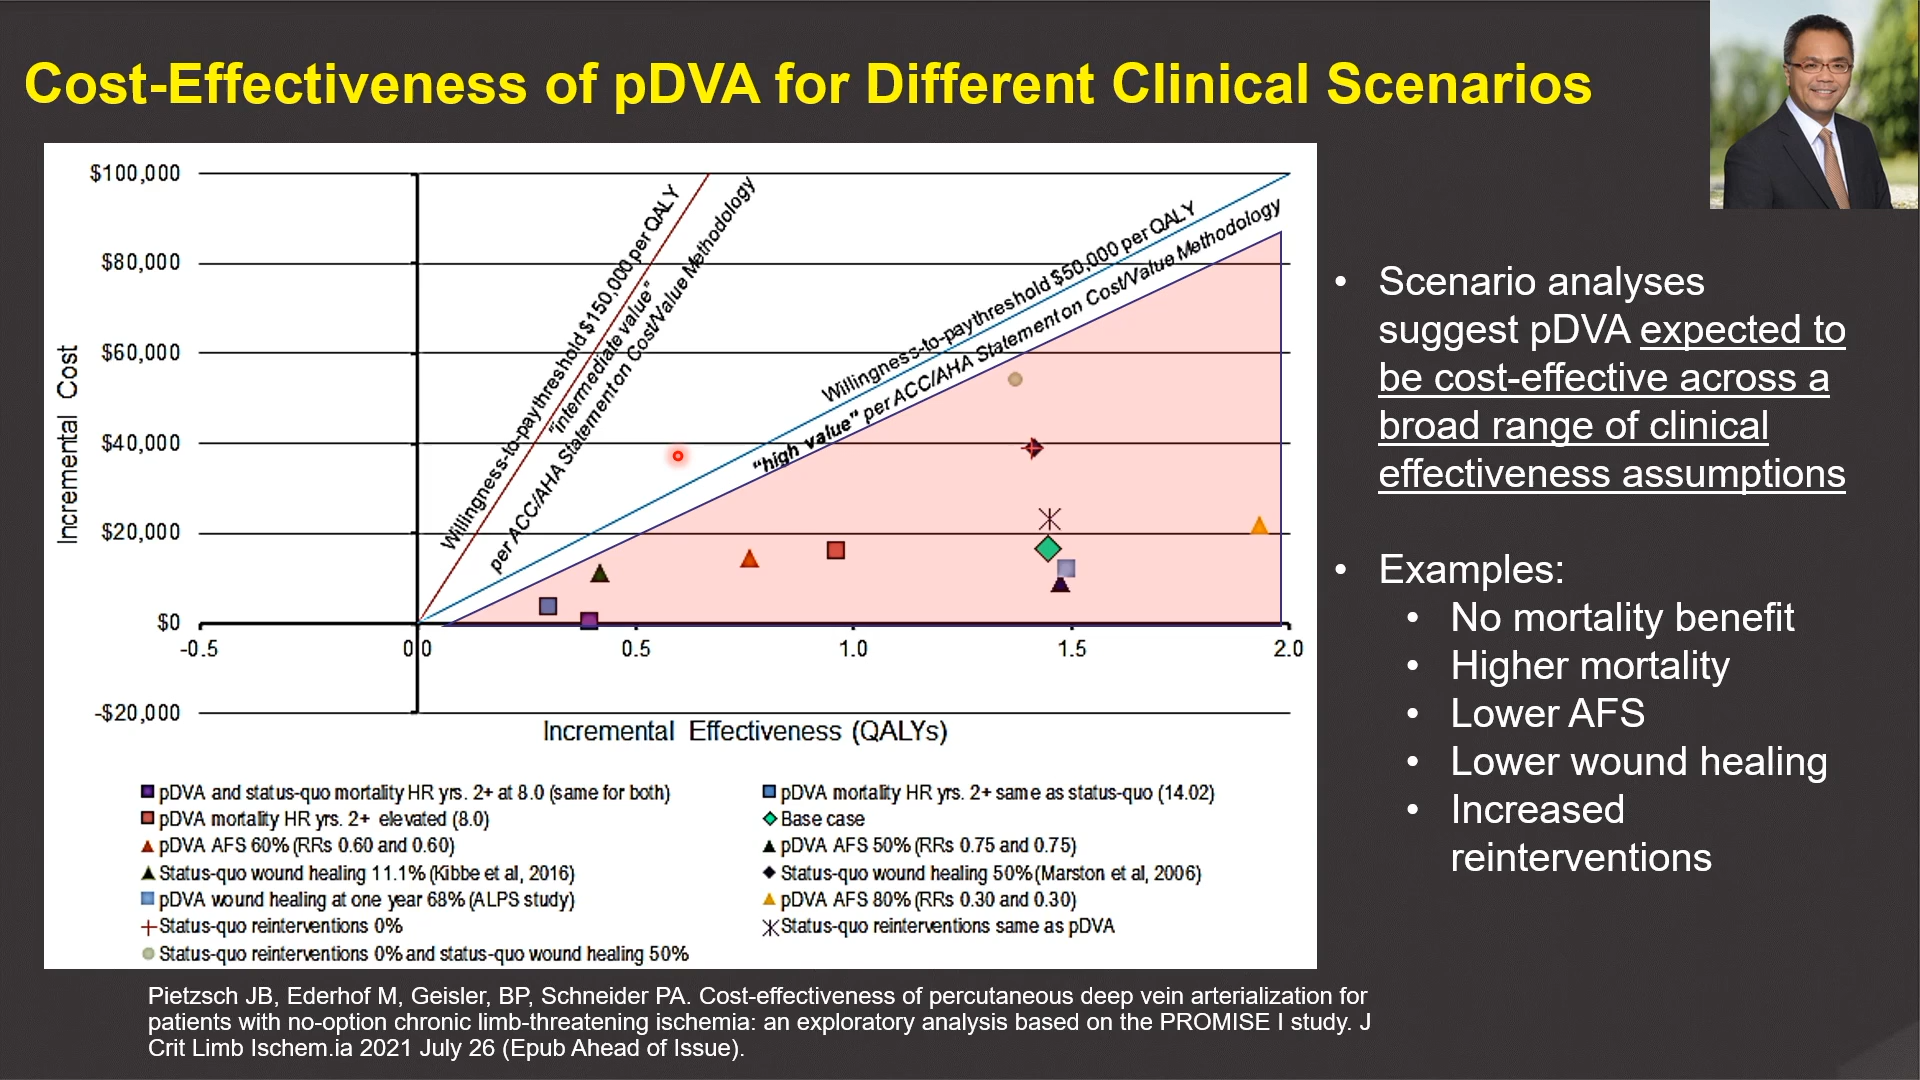 Cost-Effectiveness of pDVA for Different Clinical Scenarios
$100,000
$80,000
$60,000
$40,000
$20,000
$0
-$20,000
Incremental Cost
-0.5
0.0
0.5
1.0
1.5
2.0
Incremental Effectiveness (QALYs)
Willingness-to-pay threshold $150,000 per QALY
"intermediate value"
per ACC/AHA Statement on Cost/Value Methodology
Willingness-to-pay threshold $50,000 per QALY
"high value" per ACC/AHA Statement on Cost/Value Methodology
pDVA and status-quo mortality HR yrs. 2+ at 8.0 (same for both)
pDVA mortality HR yrs. 2+ same as status-quo (14.02)
pDVA mortality HR yrs. 2+ elevated (8.0)
Base case
pDVA AFS 60% (RRs 0.60 and 0.60)
pDVA AFS 50% (RRs 0.75 and 0.75)
Status-quo wound healing 11.1% (Kibbe et al, 2016)
Status-quo wound healing 50% (Marston et al, 2006)
pDVA wound healing at one year 68% (ALPS study)
pDVA AFS 80% (RRs 0.30 and 0.30)
Status-quo reinterventions 0%
Status-quo reinterventions same as pDVA
Status-quo reinterventions 0% and status-quo wound healing 50%
• Scenario analyses
suggest pDVA expected to
be cost-effective across a
broad range of clinical
effectiveness assumptions
• Examples:
• No mortality benefit
• Higher mortality
• Lower AFS
• Lower wound healing
• Increased
reinterventions
Pietzsch JB, Ederhof M, Geisler, BP, Schneider PA. Cost-effectiveness of percutaneous deep vein arterialization for
patients with no-option chronic limb-threatening ischemia: an exploratory analysis based on the PROMISE I study. J
Crit Limb Ischem.ia 2021 July 26 (Epub Ahead of Issue).